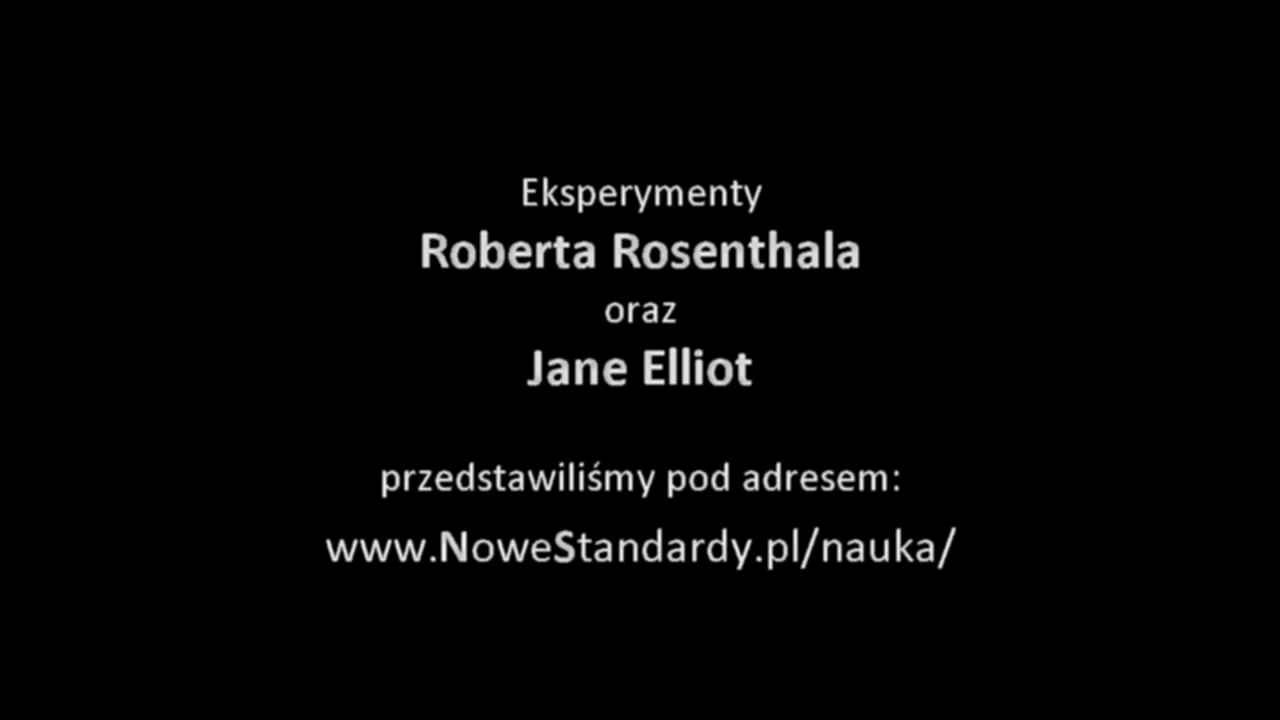 Eksperymenty
Roberta Rosenthala
oraz
Jane Elliot
przedstawiliśmy pod adresem:
www.NoweStandardy.pl/nauka/